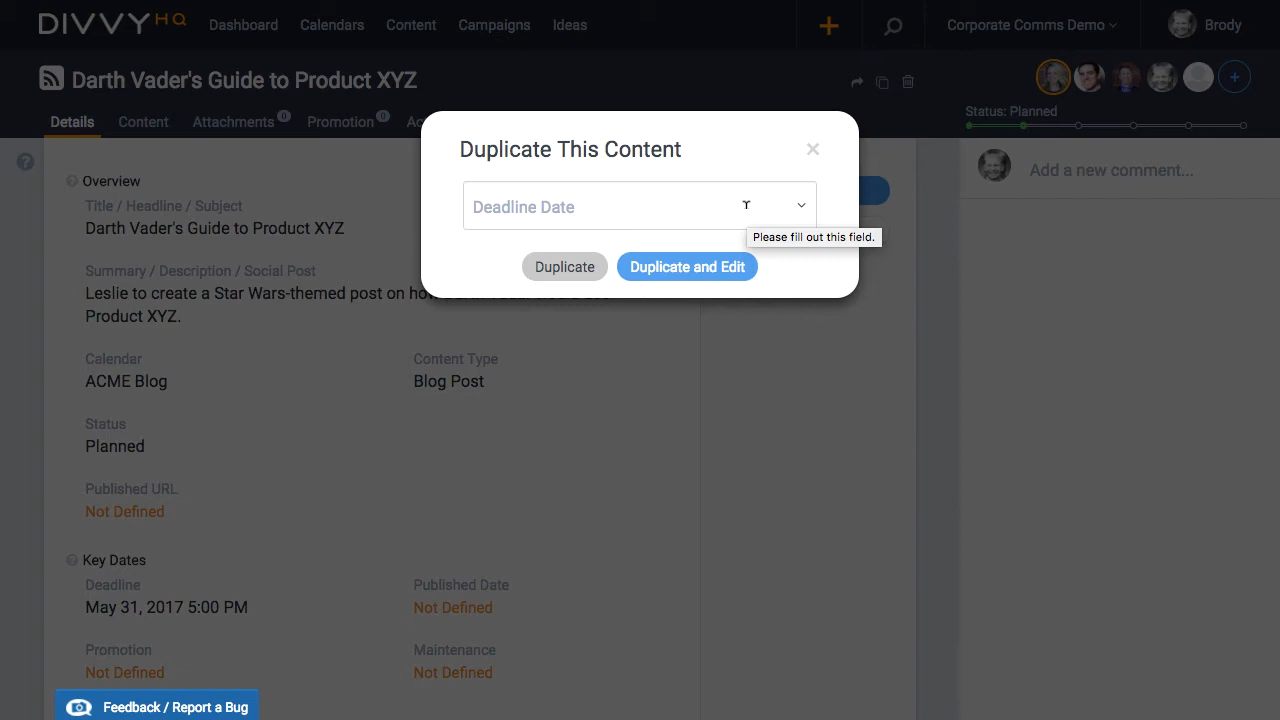 DIVVYHQ Dashboard Calendars Content Campaigns Ideas Corporate Comms Demo Brody
Darth Vader's Guide to Product XYZ
Status: Planned
Details Content Attachments 0 Promotion 0
Duplicate This Content
Deadline Date
Please fill out this field.
Duplicate Duplicate and Edit
Add a new comment...
Overview
Title / Headline / Subject
Darth Vader's Guide to Product XYZ
Summary / Description / Social Post
Leslie to create a Star Wars-themed post on
Product XYZ.
Calendar Content Type
ACME Blog Blog Post
Status
Planned
Published URL
Not Defined
Key Dates
Deadline Published Date
May 31, 2017 5:00 PM Not Defined
Promotion Maintenance
Not Defined Not Defined
Feedback / Report a Bug